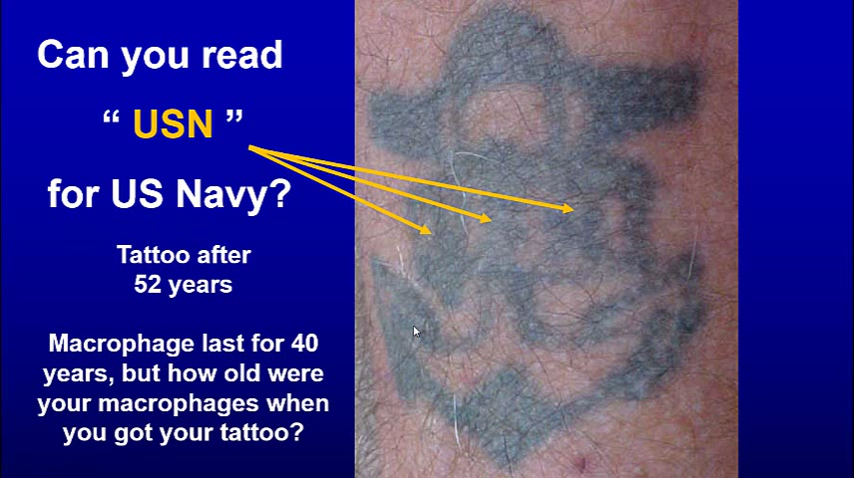 Can you read
“ USN ”
for US Navy?
Tattoo after
52 years
Macrophage last for 40
years, but how old were
your macrophages when
you got your tattoo?